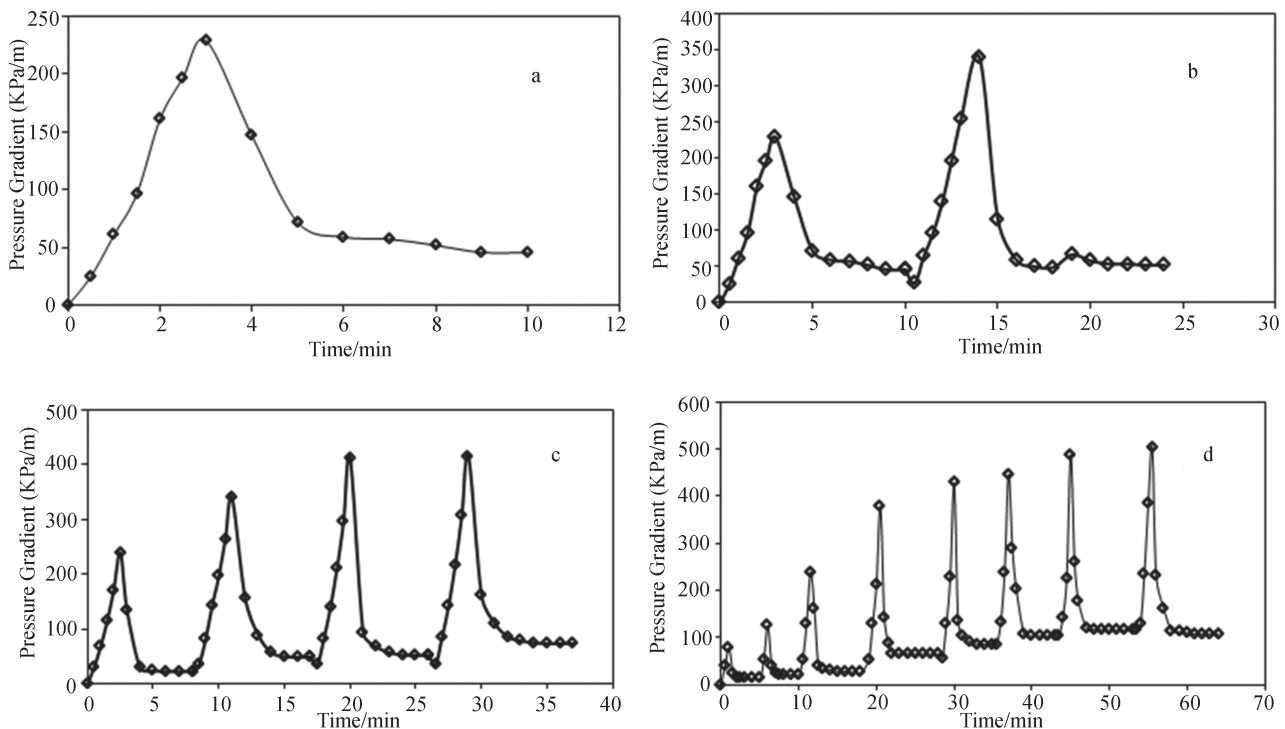 250
200
150
100
50
0
0 2 4 6 8 10 12
Pressure Gradient (KPa/m)
Time/min
a
400
350
300
250
200
150
100
50
0
0 5 10 15 20 25 30
Pressure Gradient (KPa/m)
Time/min
b
500
400
300
200
100
0
0 5 10 15 20 25 30 35 40
Pressure Gradient (KPa/m)
Time/min
c
600
500
400
300
200
100
0
0 10 20 30 40 50 60 70
Pressure Gradient (KPa/m)
Time/min
d